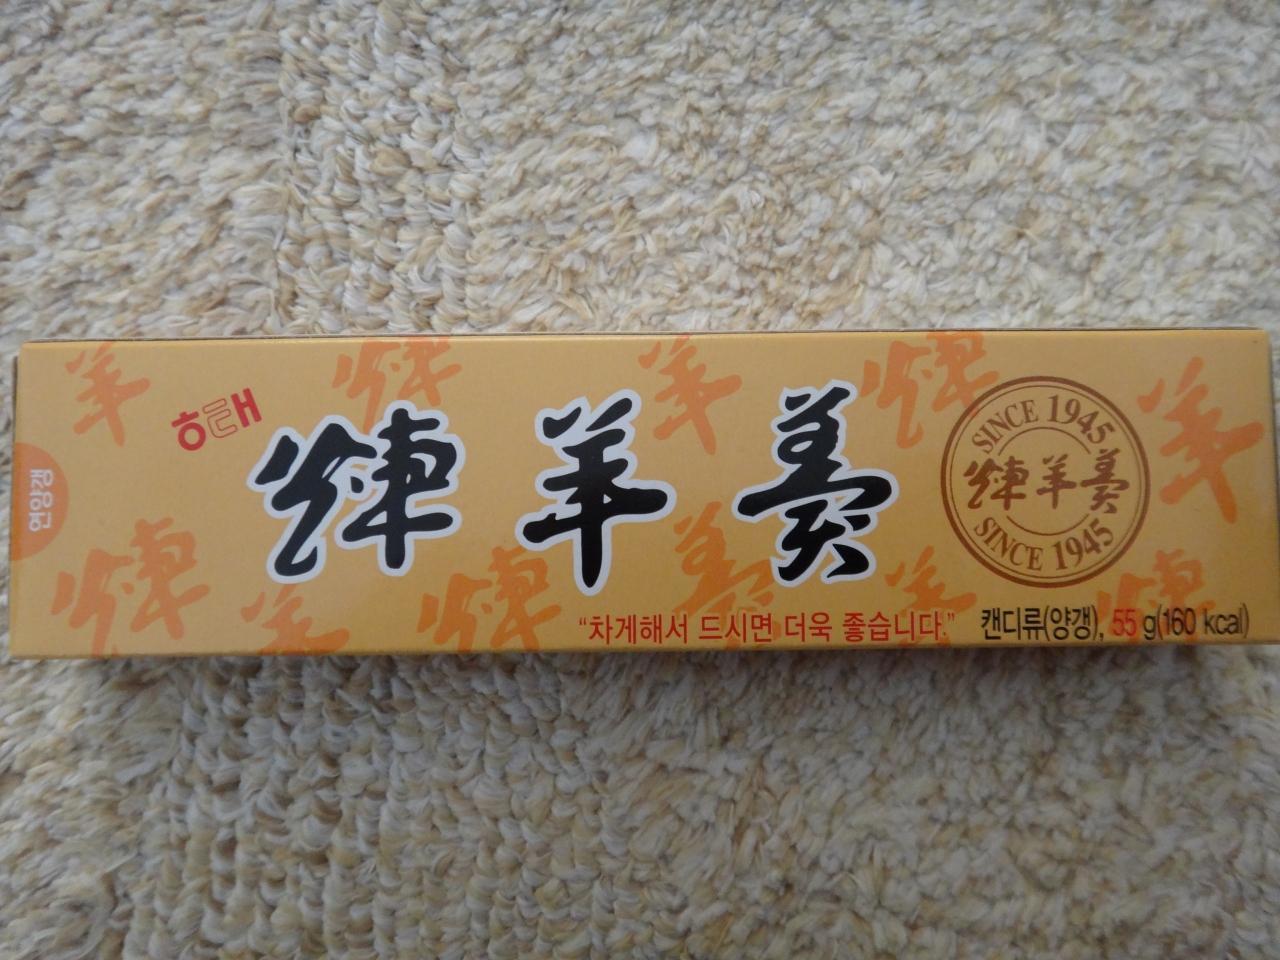 해태
煉羊羹
연양갱
SINCE 1945
煉羊羹
SINCE 1945
“차게해서 드시면 더욱 좋습니다.”
캔디류(양갱), 55 g(160 kcal)